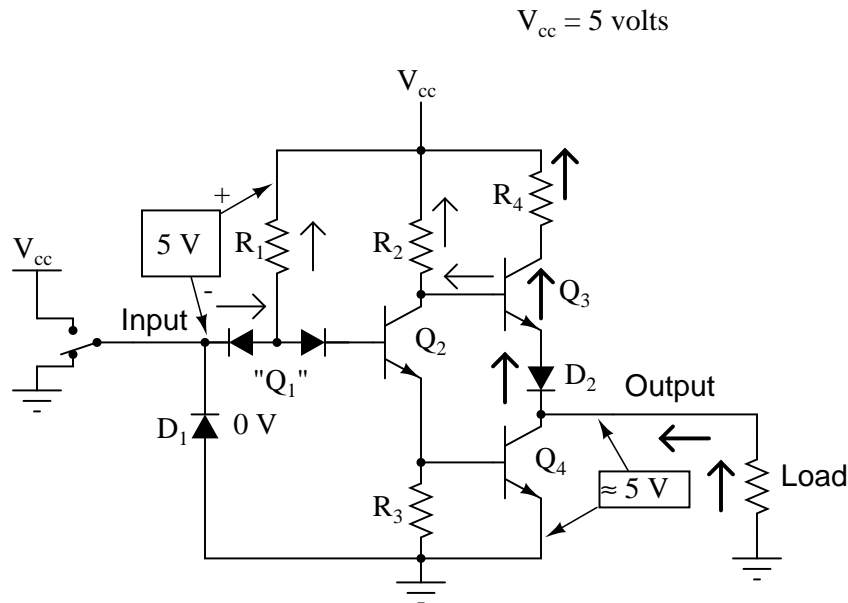 V_cc = 5 volts
V_cc
R_4
+
5 V
R_1
R_2
V_cc
-
Q_3
Input
Q_2
"Q_1"
D_2
Output
D_1
0 V
Q_4
≈ 5 V
Load
R_3